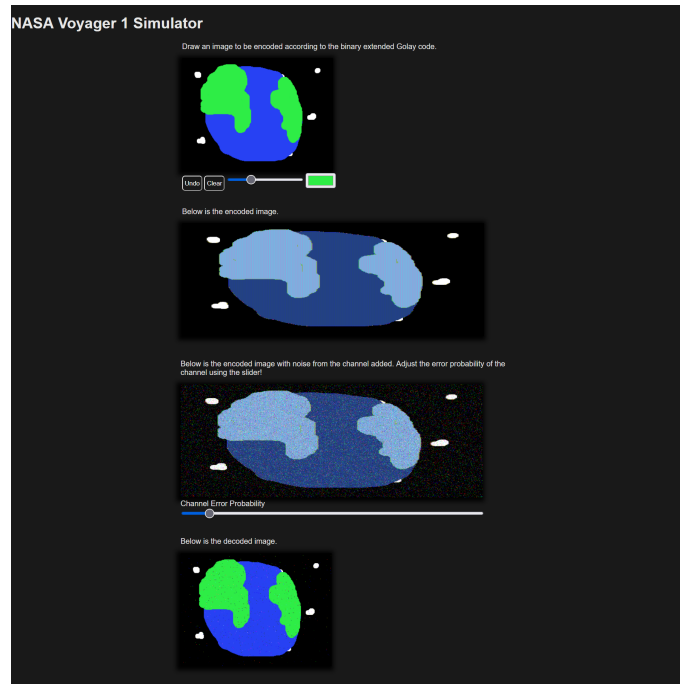 NASA Voyager 1 Simulator
Draw an image to be encoded according to the binary extended Golay code.
Undo Clear
Below is the encoded image.
Below is the encoded image with noise from the channel added. Adjust the error probability of the
channel using the slider!
Channel Error Probability
Below is the decoded image.